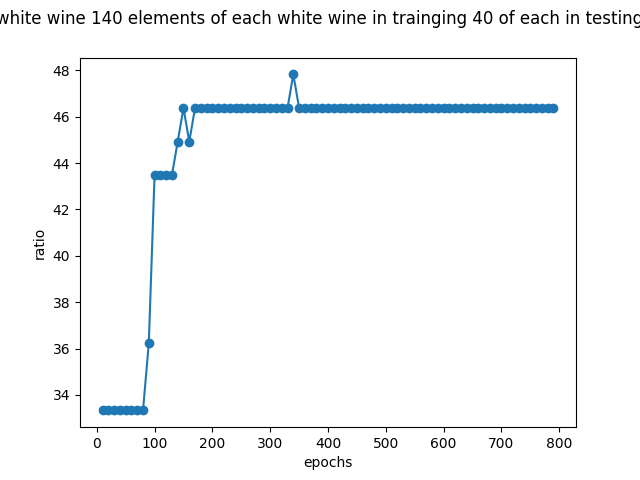 white wine 140 elements of each white wine in trainging 40 of each in testing
48
46
44
42
40
38
36
34
ratio
0 100 200 300 400 500 600 700 800
epochs